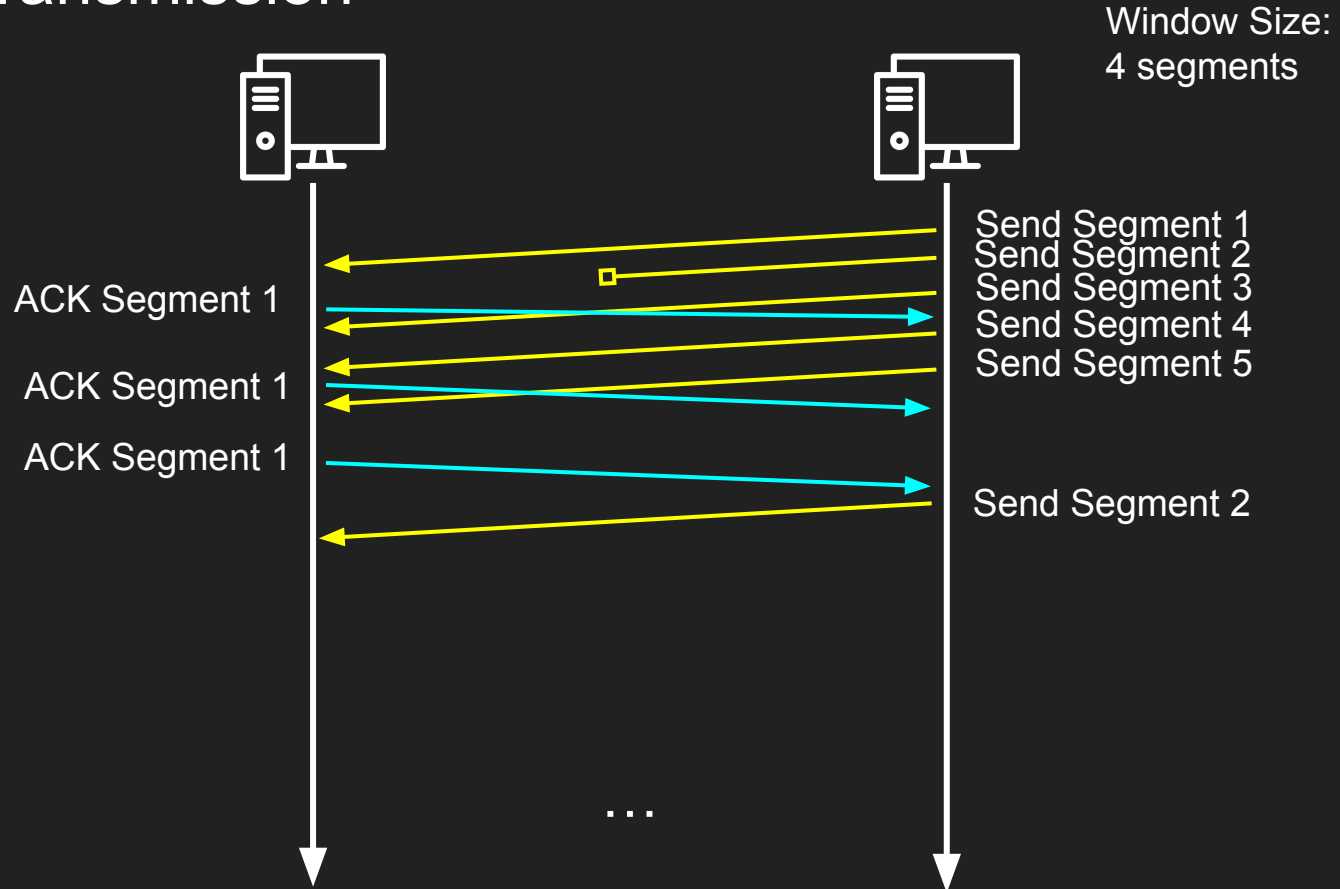 ransmission
Window Size:
4 segments
Send Segment 1
Send Segment 2
Send Segment 3
ACK Segment 1
Send Segment 4
Send Segment 5
ACK Segment 1
ACK Segment 1
Send Segment 2
...